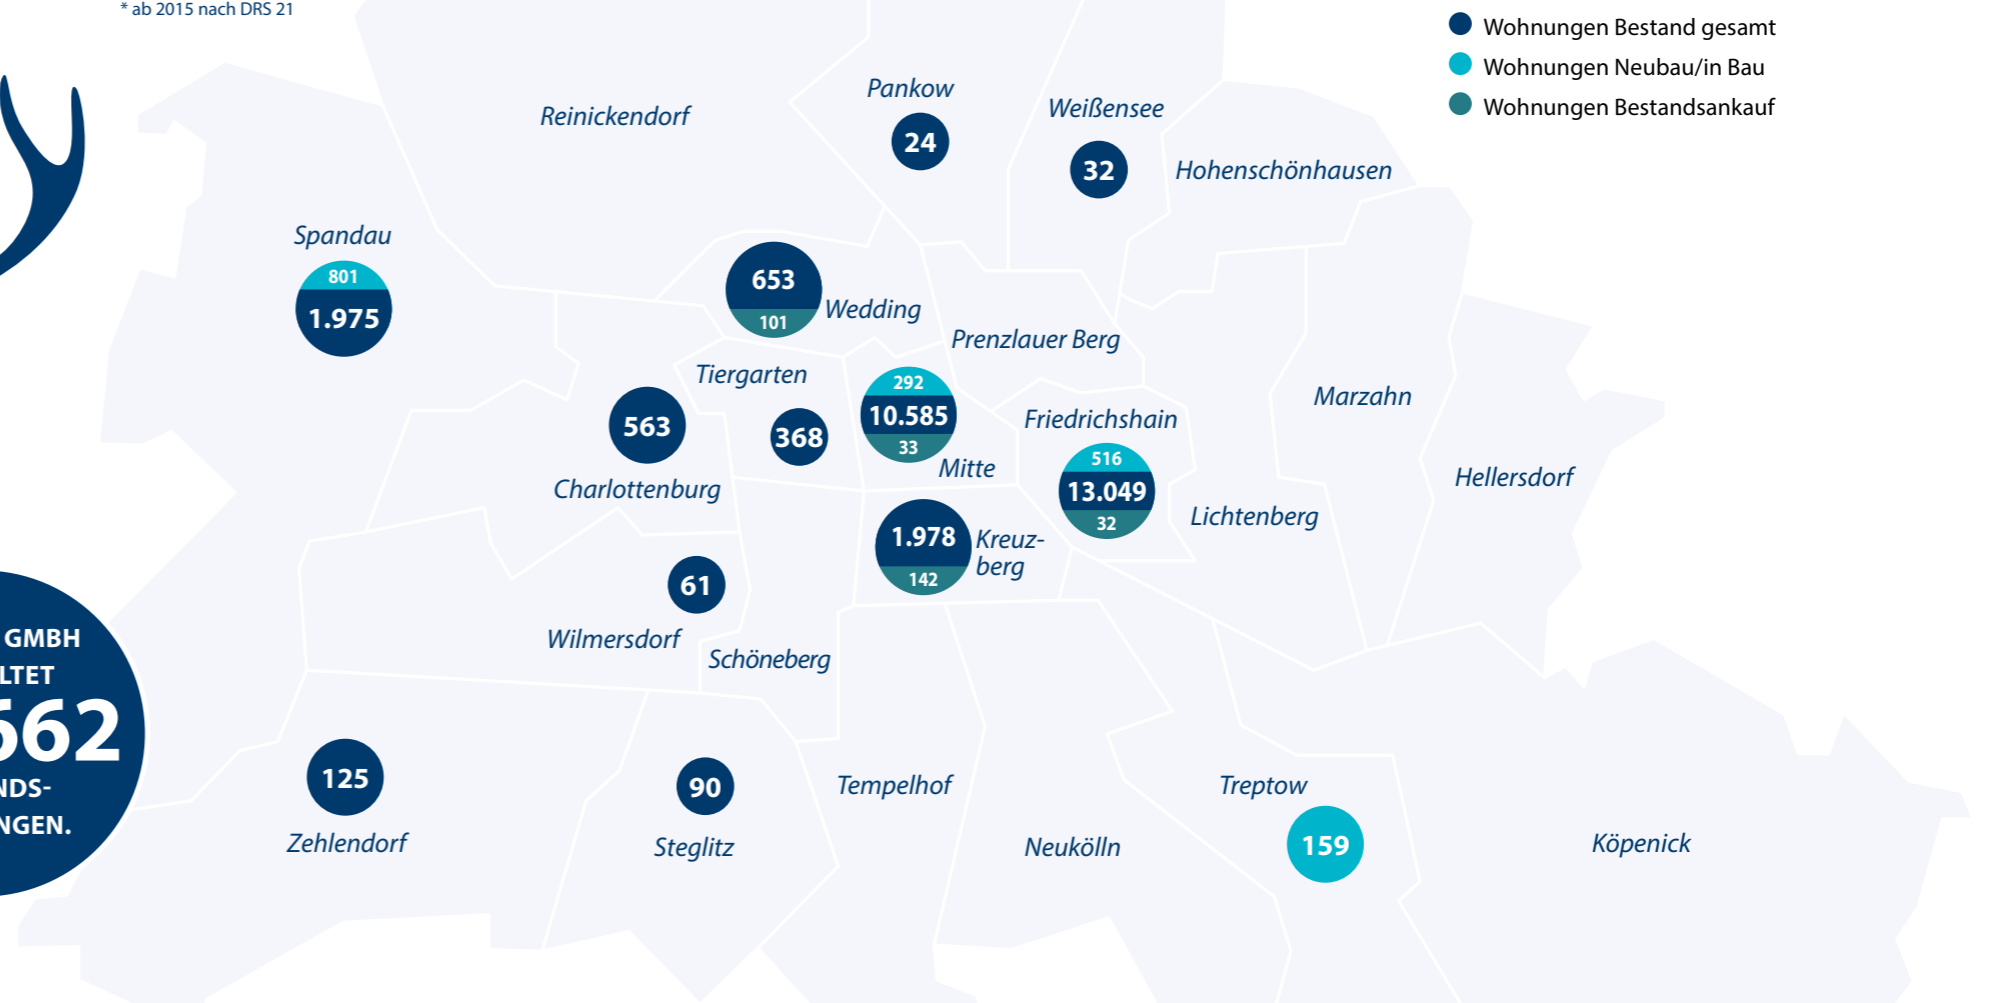 * ab 2015 nach DRS 21
Wohnungen Bestand gesamt
Wohnungen Neubau/in Bau
Wohnungen Bestandsankauf
Pankow
24
Weißensee
32
Reinickendorf
Hohenschönhausen
Spandau
801
1.975
653
101
Wedding
Prenzlauer Berg
Tiergarten
368
292
10.585
33
Mitte
563
Charlottenburg
Friedrichshain
516
13.049
32
Marzahn
Hellersdorf
Lichtenberg
1.978
142
Kreuz-
berg
61
Wilmersdorf
Schöneberg
GMBH
LTET
662
NDS-
NGEN.
125
Zehlendorf
90
Steglitz
Tempelhof
Neukölln
Treptow
159
Köpenick